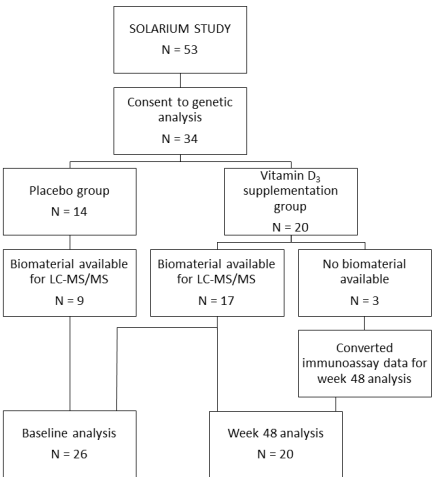 SOLARIUM STUDY
N = 53
Consent to genetic
analysis
N = 34
Placebo group
N = 14
Vitamin D₃
supplementation
group
N = 20
Biomaterial available
for LC-MS/MS
N = 9
Biomaterial available
for LC-MS/MS
N = 17
No biomaterial
available
N = 3
Converted
immunoassay data for
week 48 analysis
Baseline analysis
N = 26
Week 48 analysis
N = 20